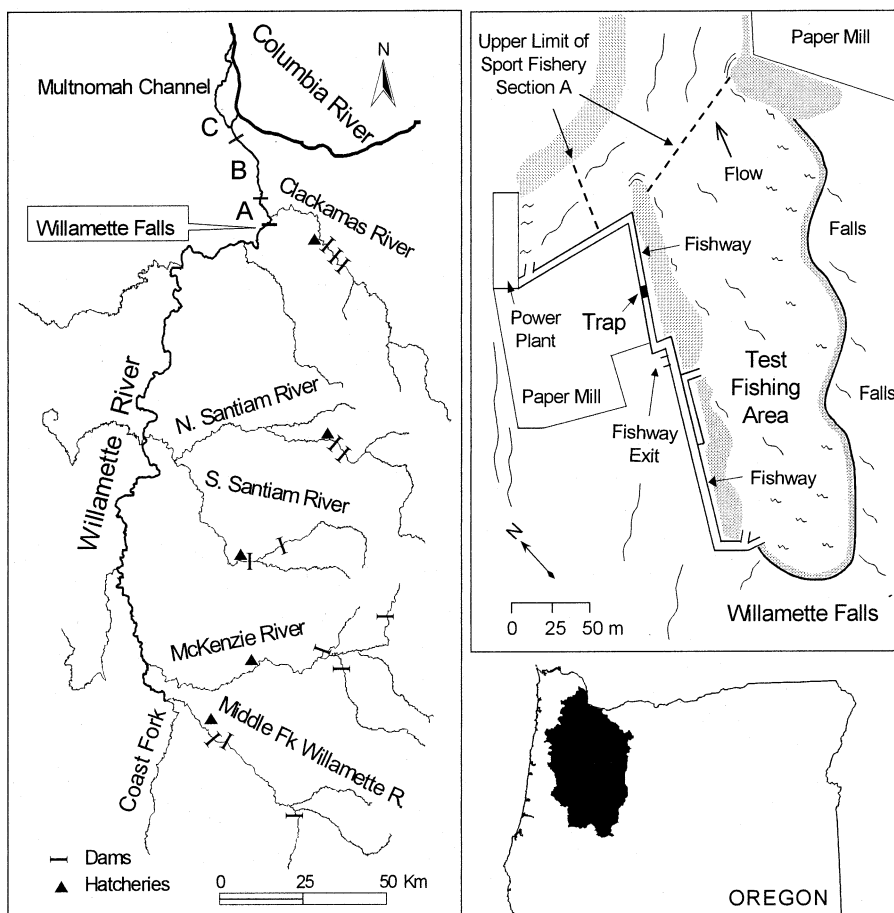 Columbia River
N
Multnomah Channel
C
B
A
Clackamas River
Willamette Falls
N. Santiam River
Willamette River
S. Santiam River
McKenzie River
Middle Fk Willamette R.
Coast Fork
Dams
Hatcheries
0 25 50 Km
Upper Limit of
Sport Fishery
Section A
Paper Mill
Flow
Falls
Fishway
Power
Plant
Trap
Test
Fishing
Area
Falls
Paper Mill
Fishway
Exit
Fishway
N
Willamette Falls
0 25 50 m
OREGON